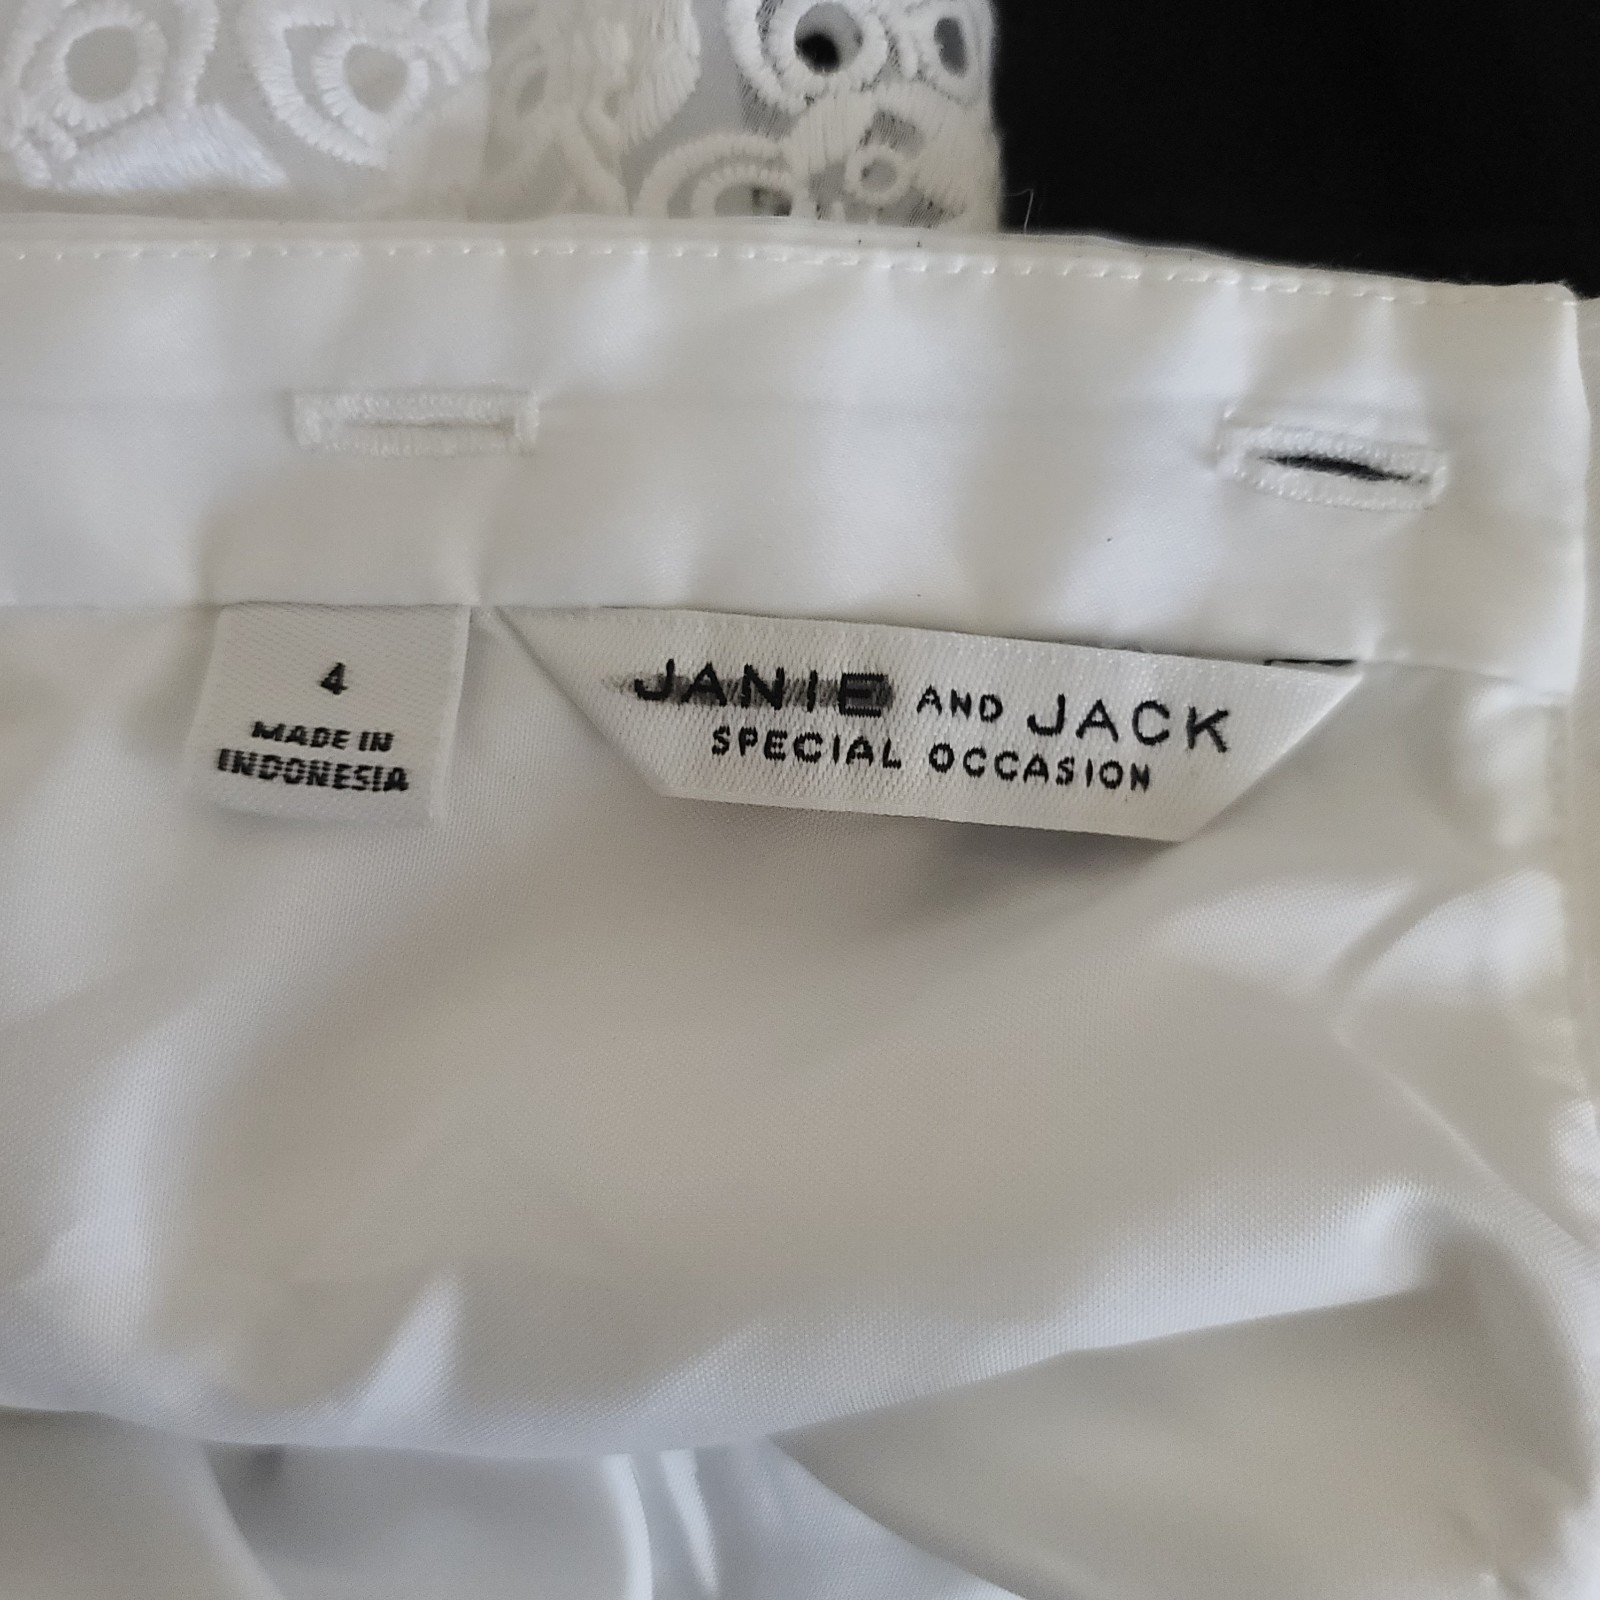 4
MADE IN
INDONESIA
JANIE AND JACK
SPECIAL OCCASION